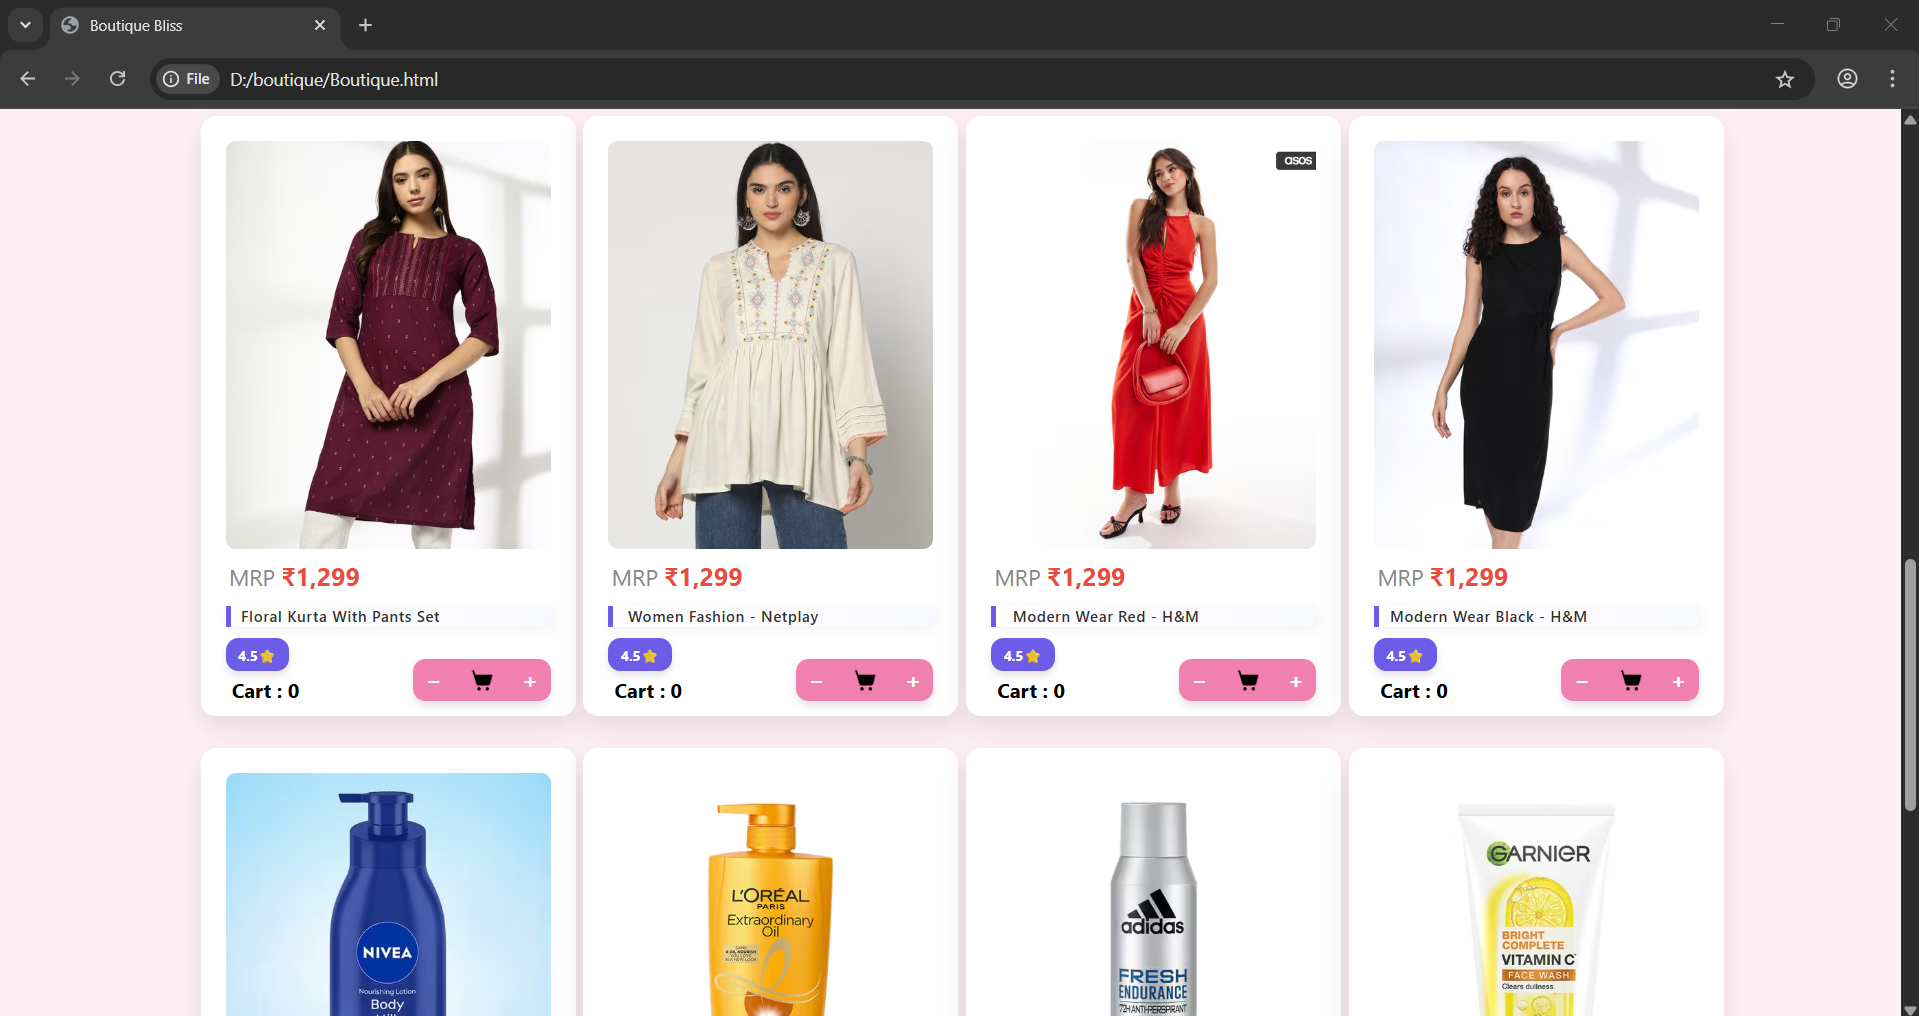 Boutique Bliss
File
D:/boutique/Boutique.html
asos
MRP ₹1,299
MRP ₹1,299
MRP ₹1,299
MRP ₹1,299
Floral Kurta With Pants Set
Women Fashion - Netplay
Modern Wear Red - H&M
Modern Wear Black - H&M
4.5⭐
4.5⭐
4.5⭐
4.5⭐
Cart : 0
− +
Cart : 0
− +
Cart : 0
− +
Cart : 0
− +
NIVEA
Nourishing Lotion
Body
L'ORÉAL
PARIS
Extraordinary
Oil
adidas
FRESH
ENDURANCE
72H ANTI-PERSPIRANT
GARNIER
BRIGHT
COMPLETE
VITAMIN C
FACE WASH
Clears dullness